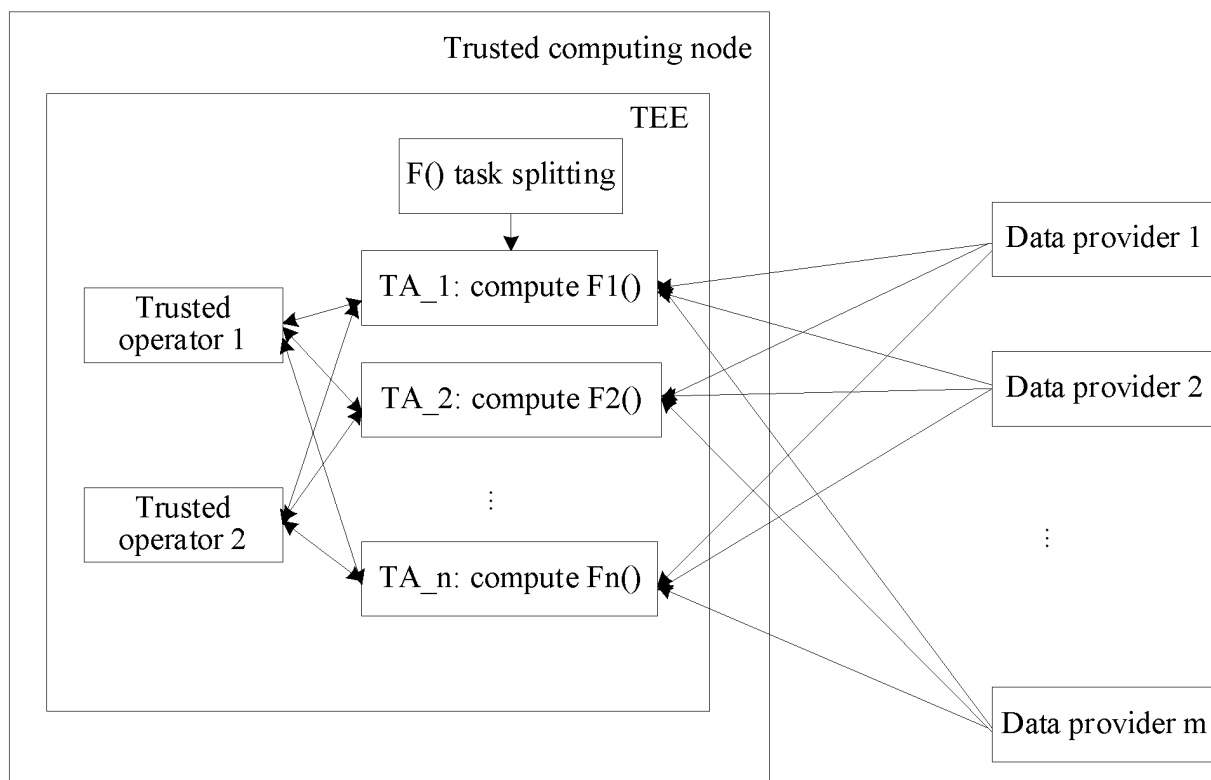 Trusted computing node
TEE
F() task splitting
TA_1: compute F1()
TA_2: compute F2()
⋮
TA_n: compute Fn()
Trusted
operator 1
Trusted
operator 2
Data provider 1
Data provider 2
⋮
Data provider m